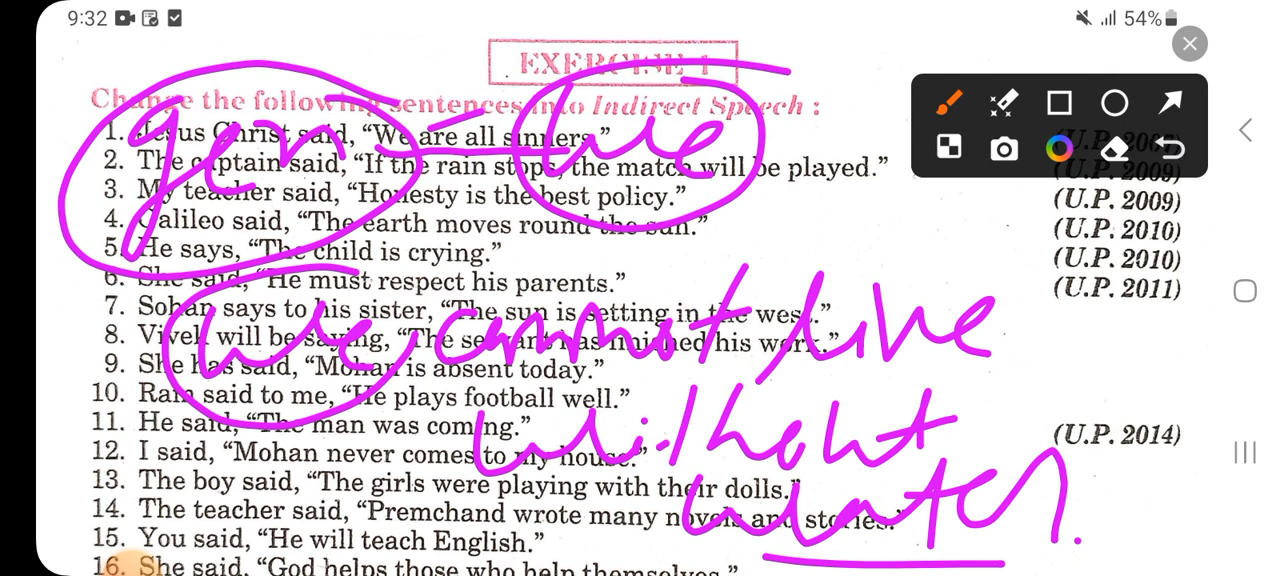 9:32
54%
EXERCISE 1
Change the following sentences into Indirect Speech :
1. Jesus Christ said, “We are all sinners.” (U.P. 2007)
2. The captain said, “If the rain stops, the match will be played.” (U.P. 2009)
3. My teacher said, “Honesty is the best policy.” (U.P. 2009)
4. Galileo said, “The earth moves round the sun.” (U.P. 2010)
5. He says, “The child is crying.” (U.P. 2010)
6. She said, “He must respect his parents.” (U.P. 2011)
7. Sohan says to his sister, “The sun is setting in the west.”
8. Vivek will be saying, “The servant has finished his work.”
9. She has said, “Mohan is absent today.”
10. Ram said to me, “He plays football well.”
11. He said, “The man was coming.” (U.P. 2014)
12. I said, “Mohan never comes to my house.”
13. The boy said, “The girls were playing with their dolls.”
14. The teacher said, “Premchand wrote many novels and stories.”
15. You said, “He will teach English.”
16. She said, “God helps those who help themselves.”
gen = we
we cannot live
without
water.